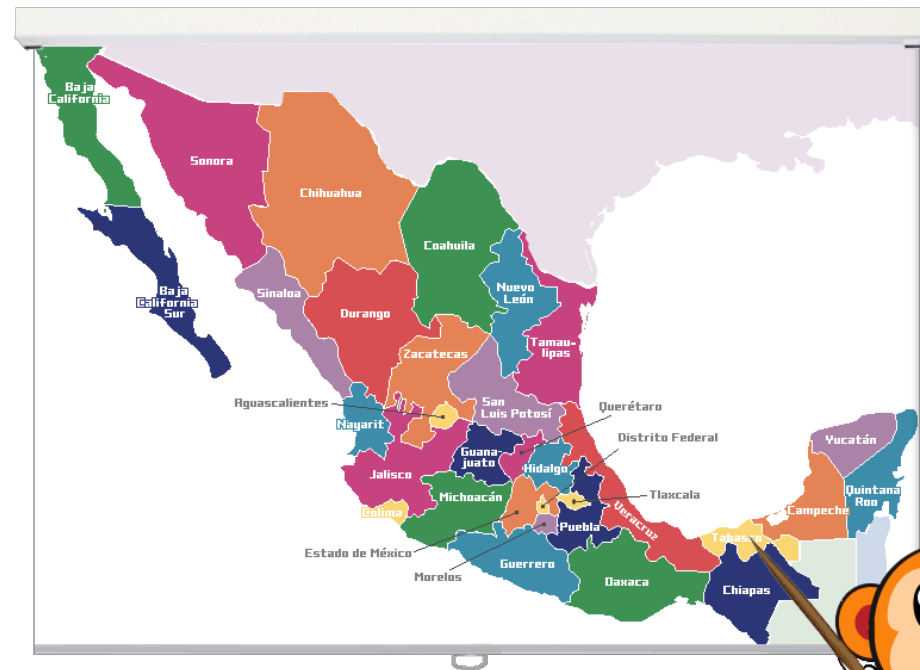 Baja
California
Sonora
Chihuahua
Coahuila
Baja
California
Sur
Sinaloa
Durango
Nuevo
León
Tamau-
lipas
Zacatecas
Aguascalientes
San
Luis Potosí
Querétaro
Nayarit
Distrito Federal
Guana-
juato
Hidalgo
Jalisco
Tlaxcala
Michoacán
Colima
Puebla
Veracruz
Estado de México
Morelos
Guerrero
Oaxaca
Yucatán
Quintana
Roo
Campeche
Tabasco
Chiapas